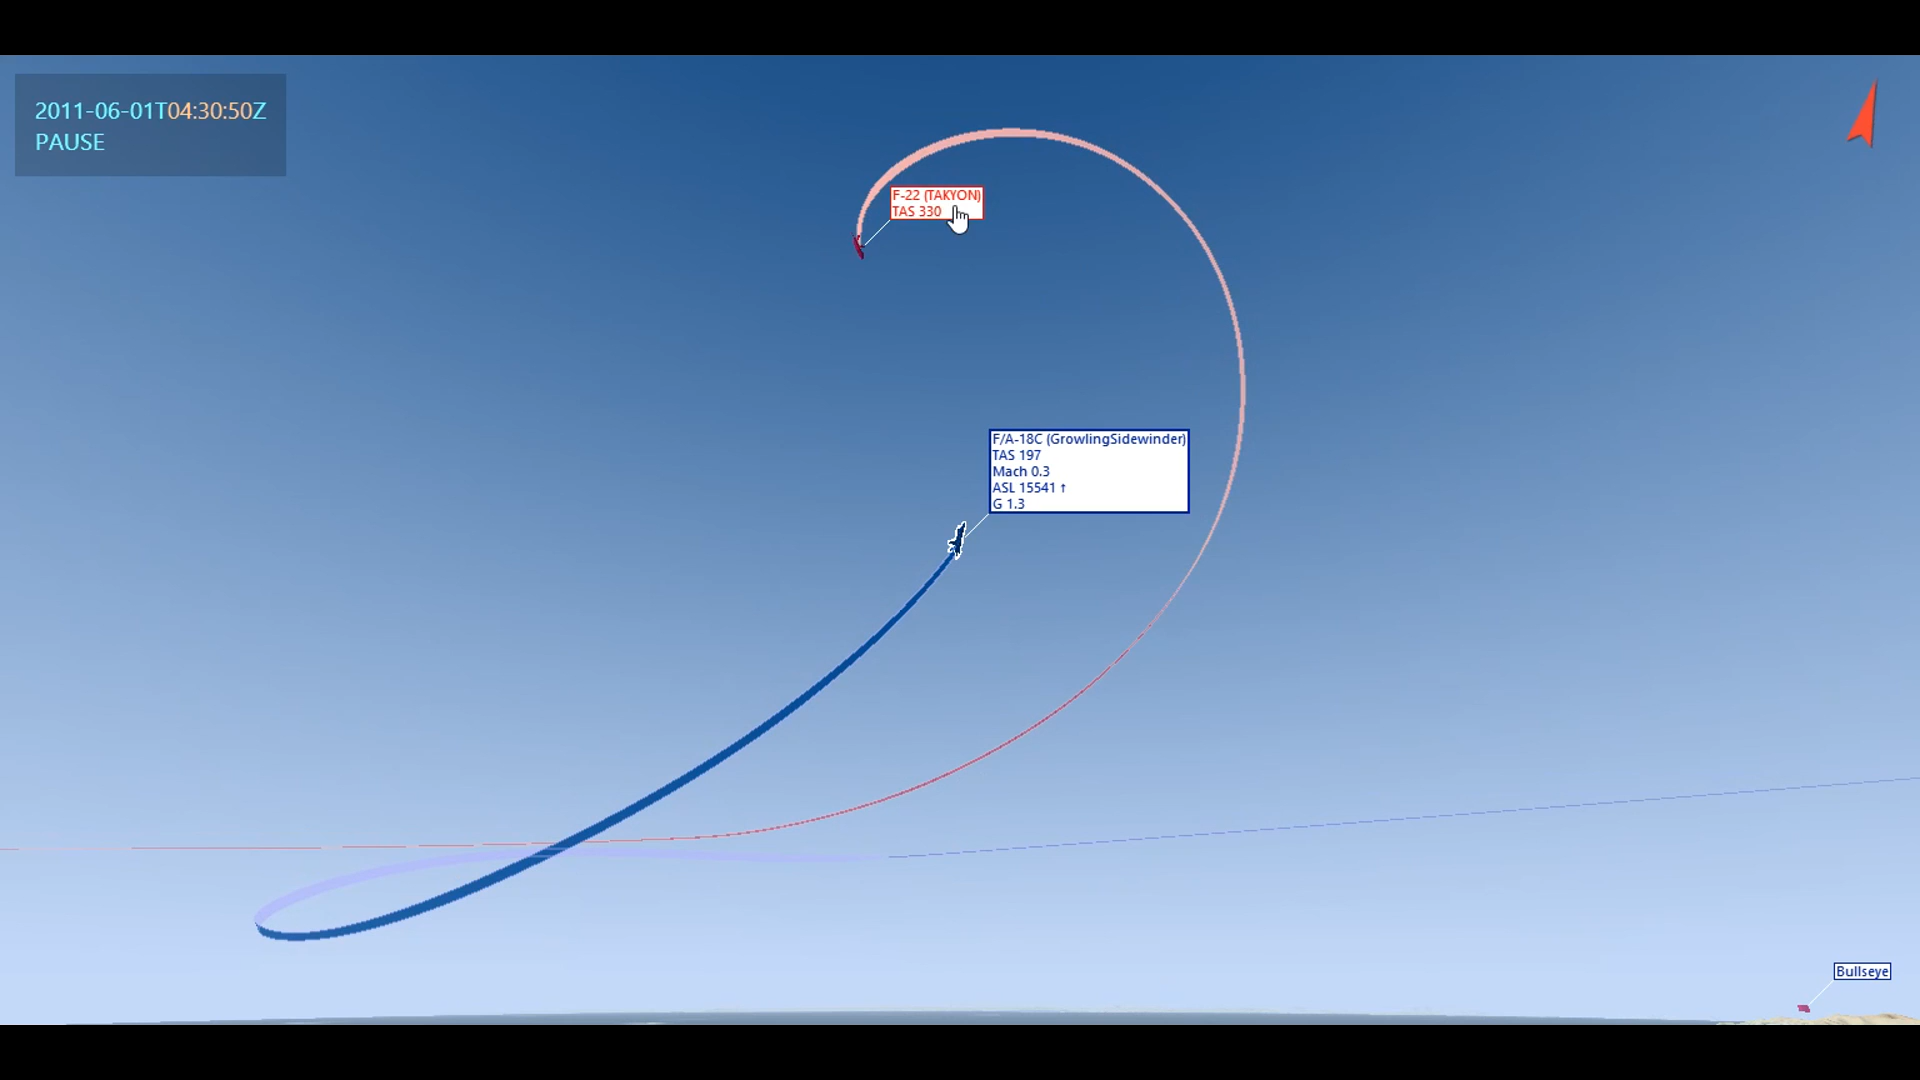 2011-06-01T04:30:50Z
PAUSE
F-22 (TAKYON)
TAS 330
F/A-18C (GrowlingSidewinder)
TAS 197
Mach 0.3
ASL 15541 ↑
G 1.3
Bullseye